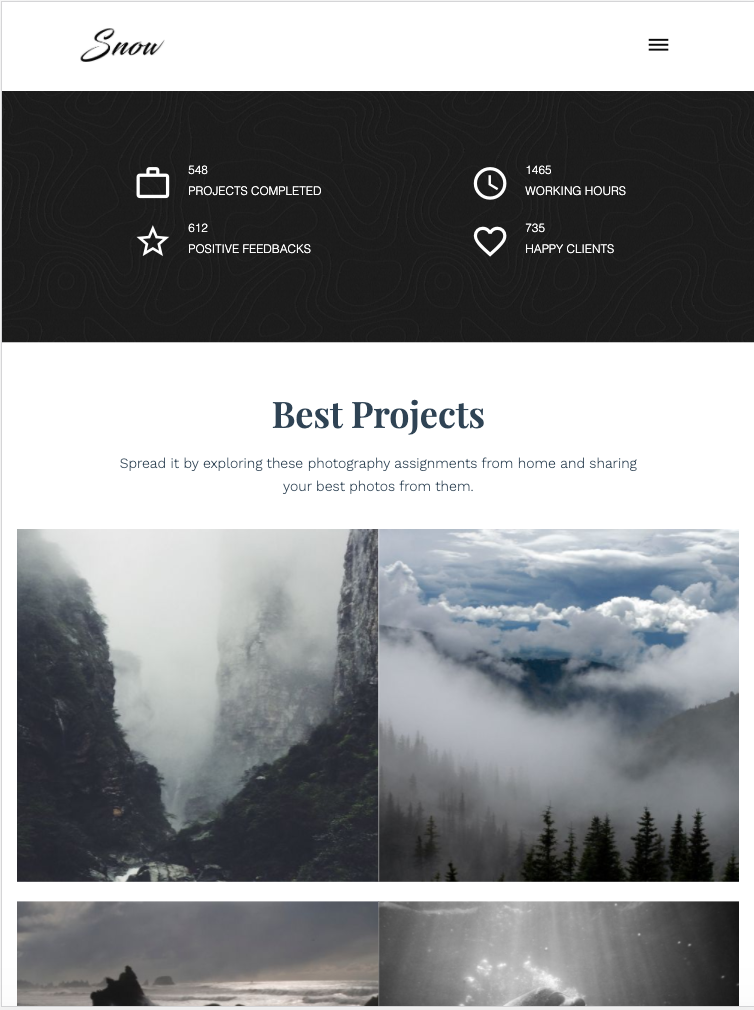 Snow
548
PROJECTS COMPLETED
1465
WORKING HOURS
612
POSITIVE FEEDBACKS
735
HAPPY CLIENTS
Best Projects
Spread it by exploring these photography assignments from home and sharing
your best photos from them.